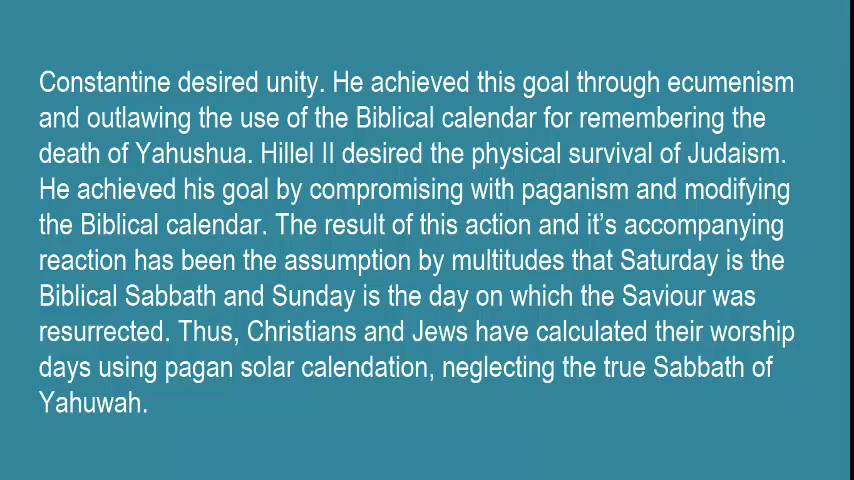 Constantine desired unity. He achieved this goal through ecumenism
and outlawing the use of the Biblical calendar for remembering the
death of Yahushua. Hillel II desired the physical survival of Judaism.
He achieved his goal by compromising with paganism and modifying
the Biblical calendar. The result of this action and it’s accompanying
reaction has been the assumption by multitudes that Saturday is the
Biblical Sabbath and Sunday is the day on which the Saviour was
resurrected. Thus, Christians and Jews have calculated their worship
days using pagan solar calendation, neglecting the true Sabbath of
Yahuwah.